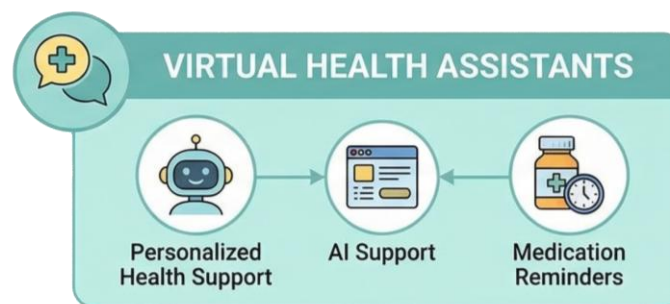 VIRTUAL HEALTH ASSISTANTS
Personalized
Health Support
AI Support
Medication
Reminders